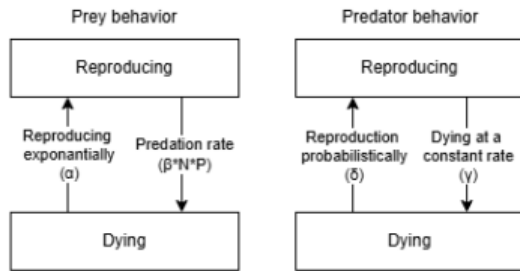 Prey behavior
Reproducing
Reproducing
exponantially
(α)
Predation rate
(β*N*P)
Dying
Predator behavior
Reproducing
Reproduction
probabilistically
(δ)
Dying at a
constant rate
(γ)
Dying